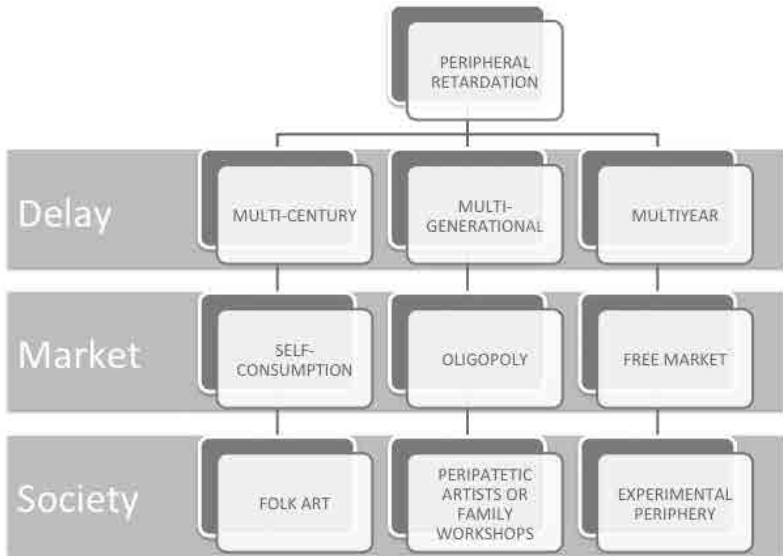 PERIPHERAL
RETARDATION
Delay
MULTI-CENTURY
MULTI-
GENERATIONAL
MULTIYEAR
Market
SELF-
CONSUMPTION
OLIGOPOLY
FREE MARKET
Society
FOLK ART
PERIPATETIC
ARTISTS OR
FAMILY
WORKSHOPS
EXPERIMENTAL
PERIPHERY